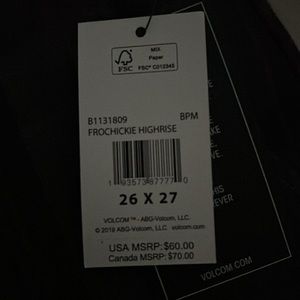 FSC
MIX
Paper
FSC® C012345
B1131809 BPM
FROCHICKIE HIGHRISE
26 X 27
VOLCOM™ - ABG-Volcom, LLC.
© 2019 ABG-Volcom, LLC. volcom.com
USA MSRP: $60.00
Canada MSRP: $70.00
VOLCOM.COM